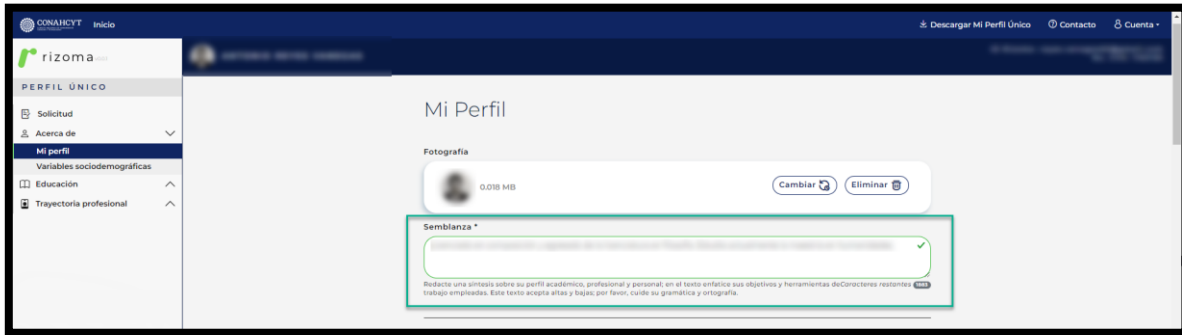 CONAHCYT Inicio
Descargar Mi Perfil Único Contacto Cuenta
rizoma
PERFIL ÚNICO
Solicitud
Acerca de
Mi perfil
Variables sociodemográficas
Educación
Trayectoria profesional
Mi Perfil
Fotografía
0.018 MB
Cambiar Eliminar
Semblanza *
Redacte una síntesis sobre su perfil académico, profesional y personal; en el texto enfatice sus objetivos y herramientas deCaracteres restantes
trabajo empleadas. Este texto acepta altas y bajas; por favor, cuide su gramática y ortografía.